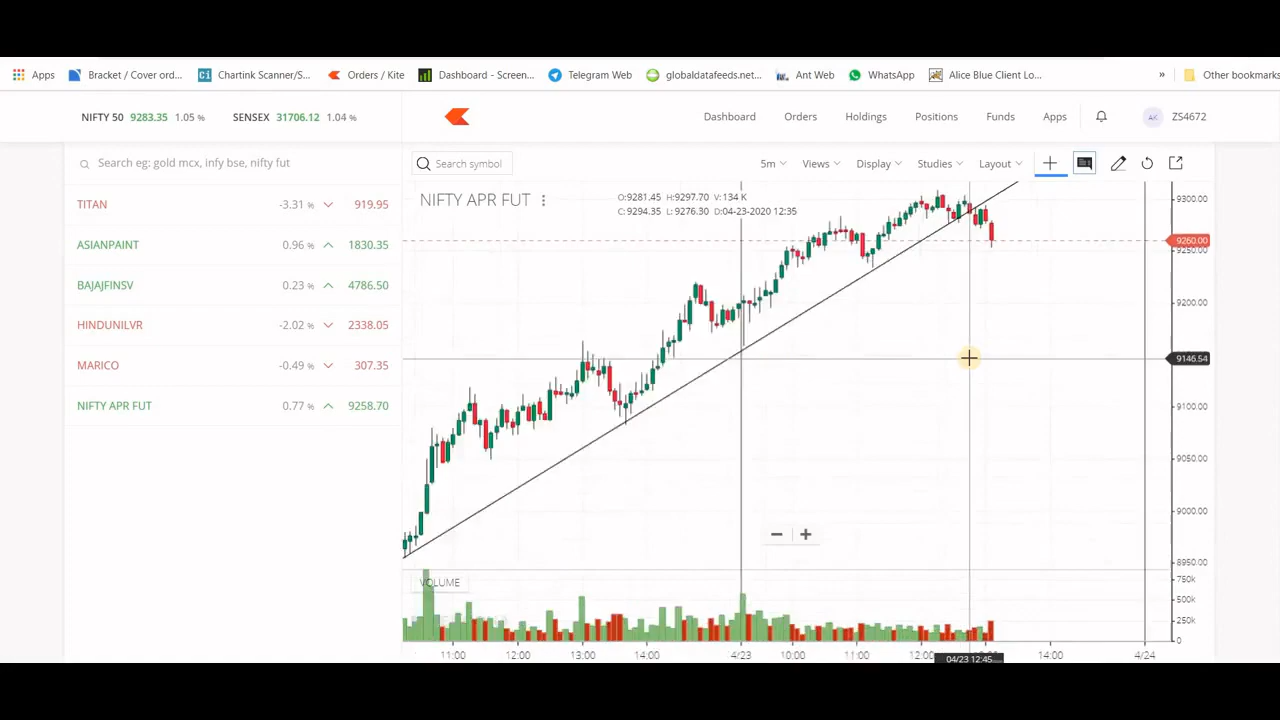 Apps Bracket / Cover ord... Chartink Scanner/S... Orders / Kite Dashboard - Screen... Telegram Web globaldatafeeds.net... Ant Web WhatsApp Alice Blue Client Lo... » Other bookmarks
NIFTY 50 9283.35 1.05 % SENSEX 31706.12 1.04 %
Dashboard Orders Holdings Positions Funds Apps AK ZS4672
Search eg: gold mcx, infy bse, nifty fut
Search symbol 5m Views Display Studies Layout
TITAN -3.31 % 919.95
ASIANPAINT 0.96 % 1830.35
BAJAJFINSV 0.23 % 4786.50
HINDUNILVR -2.02 % 2338.05
MARICO -0.49 % 307.35
NIFTY APR FUT 0.77 % 9258.70
NIFTY APR FUT
O:9281.45 H:9297.70 V:134 K
C:9294.35 L:9276.30 D:04-23-2020 12:35
9300.00
9260.00
9250.00
9200.00
9146.54
9100.00
9050.00
9000.00
8950.00
VOLUME
750k
500k
250k
0
11:00 12:00 13:00 14:00 4/23 10:00 11:00 12:00 14:00 4/24
04/23 12:45